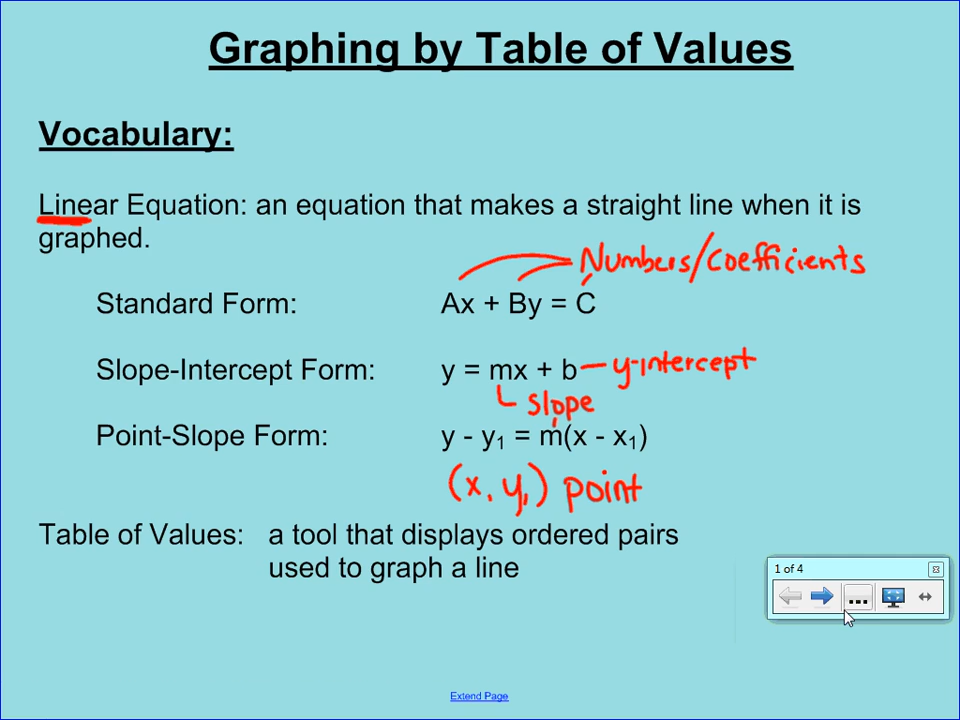 Graphing by Table of Values
Vocabulary:
Linear Equation: an equation that makes a straight line when it is
graphed.
Numbers/Coefficients
Standard Form: Ax + By = C
Slope-Intercept Form: y = mx + b – y-intercept
slope
Point-Slope Form: y - y₁ = m(x - x₁)
(x₁ y₁) point
Table of Values: a tool that displays ordered pairs
used to graph a line
1 of 4
...
Extend Page